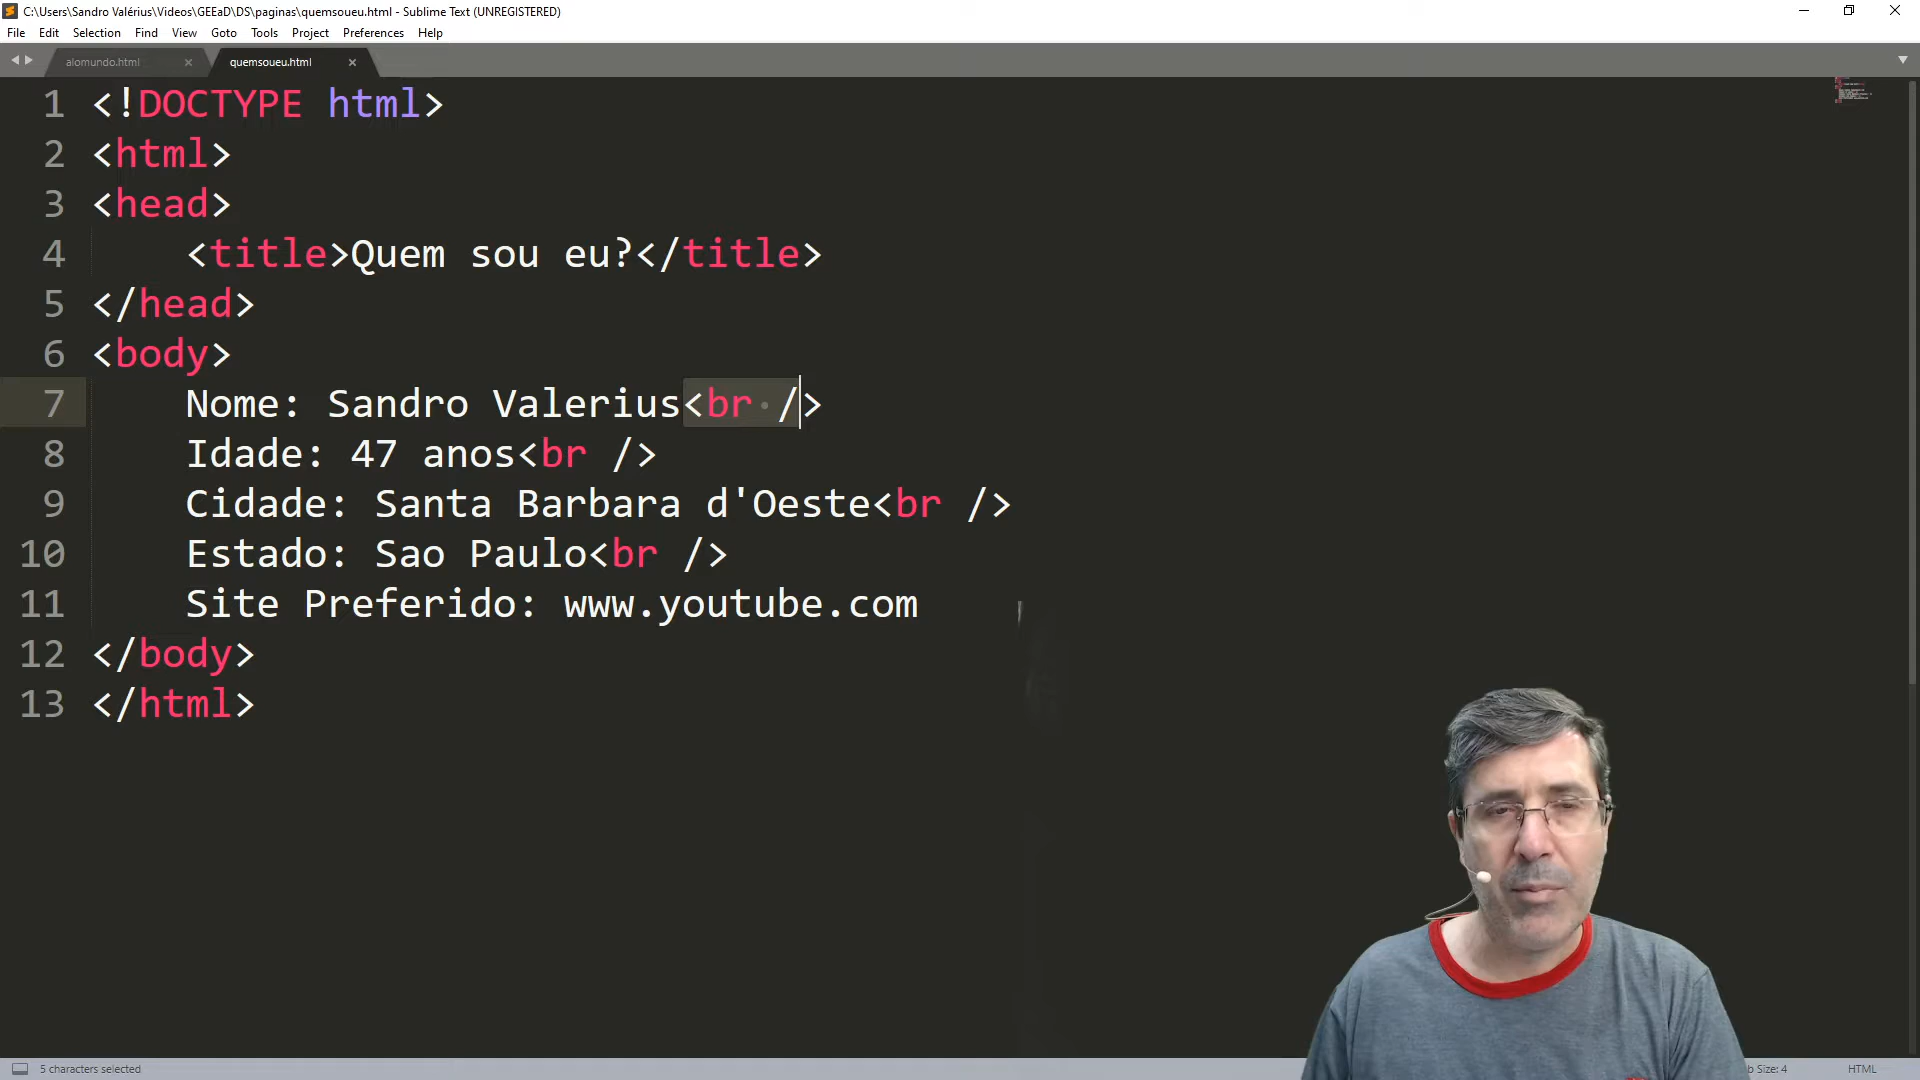 C:\Users\Sandro Valérius\Videos\GEEaD\DS\paginas\quemsoueu.html - Sublime Text (UNREGISTERED)
File Edit Selection Find View Goto Tools Project Preferences Help
alomundo.html quemsoueu.html
1 <!DOCTYPE html>
2 <html>
3 <head>
4 <title>Quem sou eu?</title>
5 </head>
6 <body>
7 Nome: Sandro Valerius<br />
8 Idade: 47 anos<br />
9 Cidade: Santa Barbara d'Oeste<br />
10 Estado: Sao Paulo<br />
11 Site Preferido: www.youtube.com
12 </body>
13 </html>
5 characters selected b Size: 4 HTML